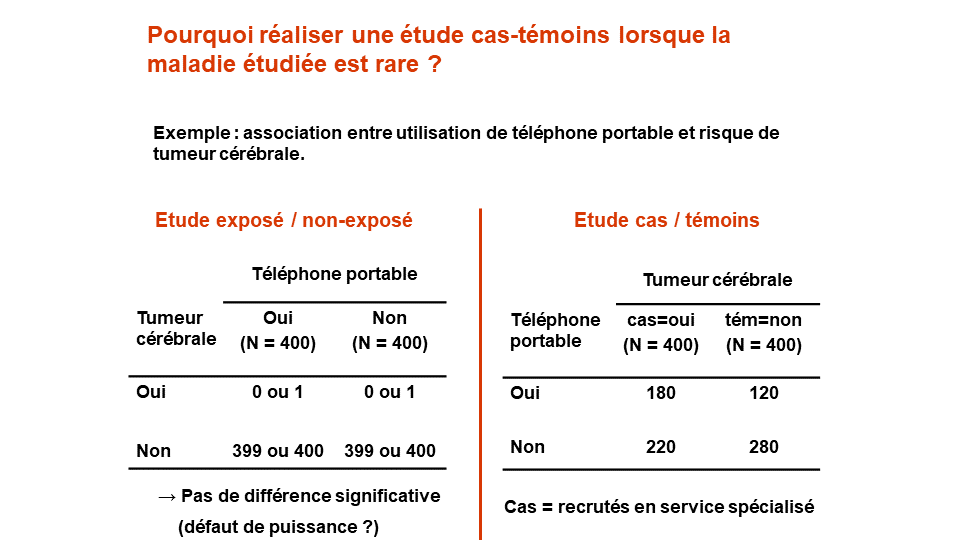 Pourquoi réaliser une étude cas-témoins lorsque la
maladie étudiée est rare ?
Exemple : association entre utilisation de téléphone portable et risque de
tumeur cérébrale.
Etude exposé / non-exposé
Téléphone portable
Tumeur cérébrale
Oui (N = 400)
Non (N = 400)
Oui 0 ou 1 0 ou 1
Non 399 ou 400 399 ou 400
→ Pas de différence significative
(défaut de puissance ?)
Etude cas / témoins
Tumeur cérébrale
Téléphone portable
cas=oui (N = 400)
tém=non (N = 400)
Oui 180 120
Non 220 280
Cas = recrutés en service spécialisé